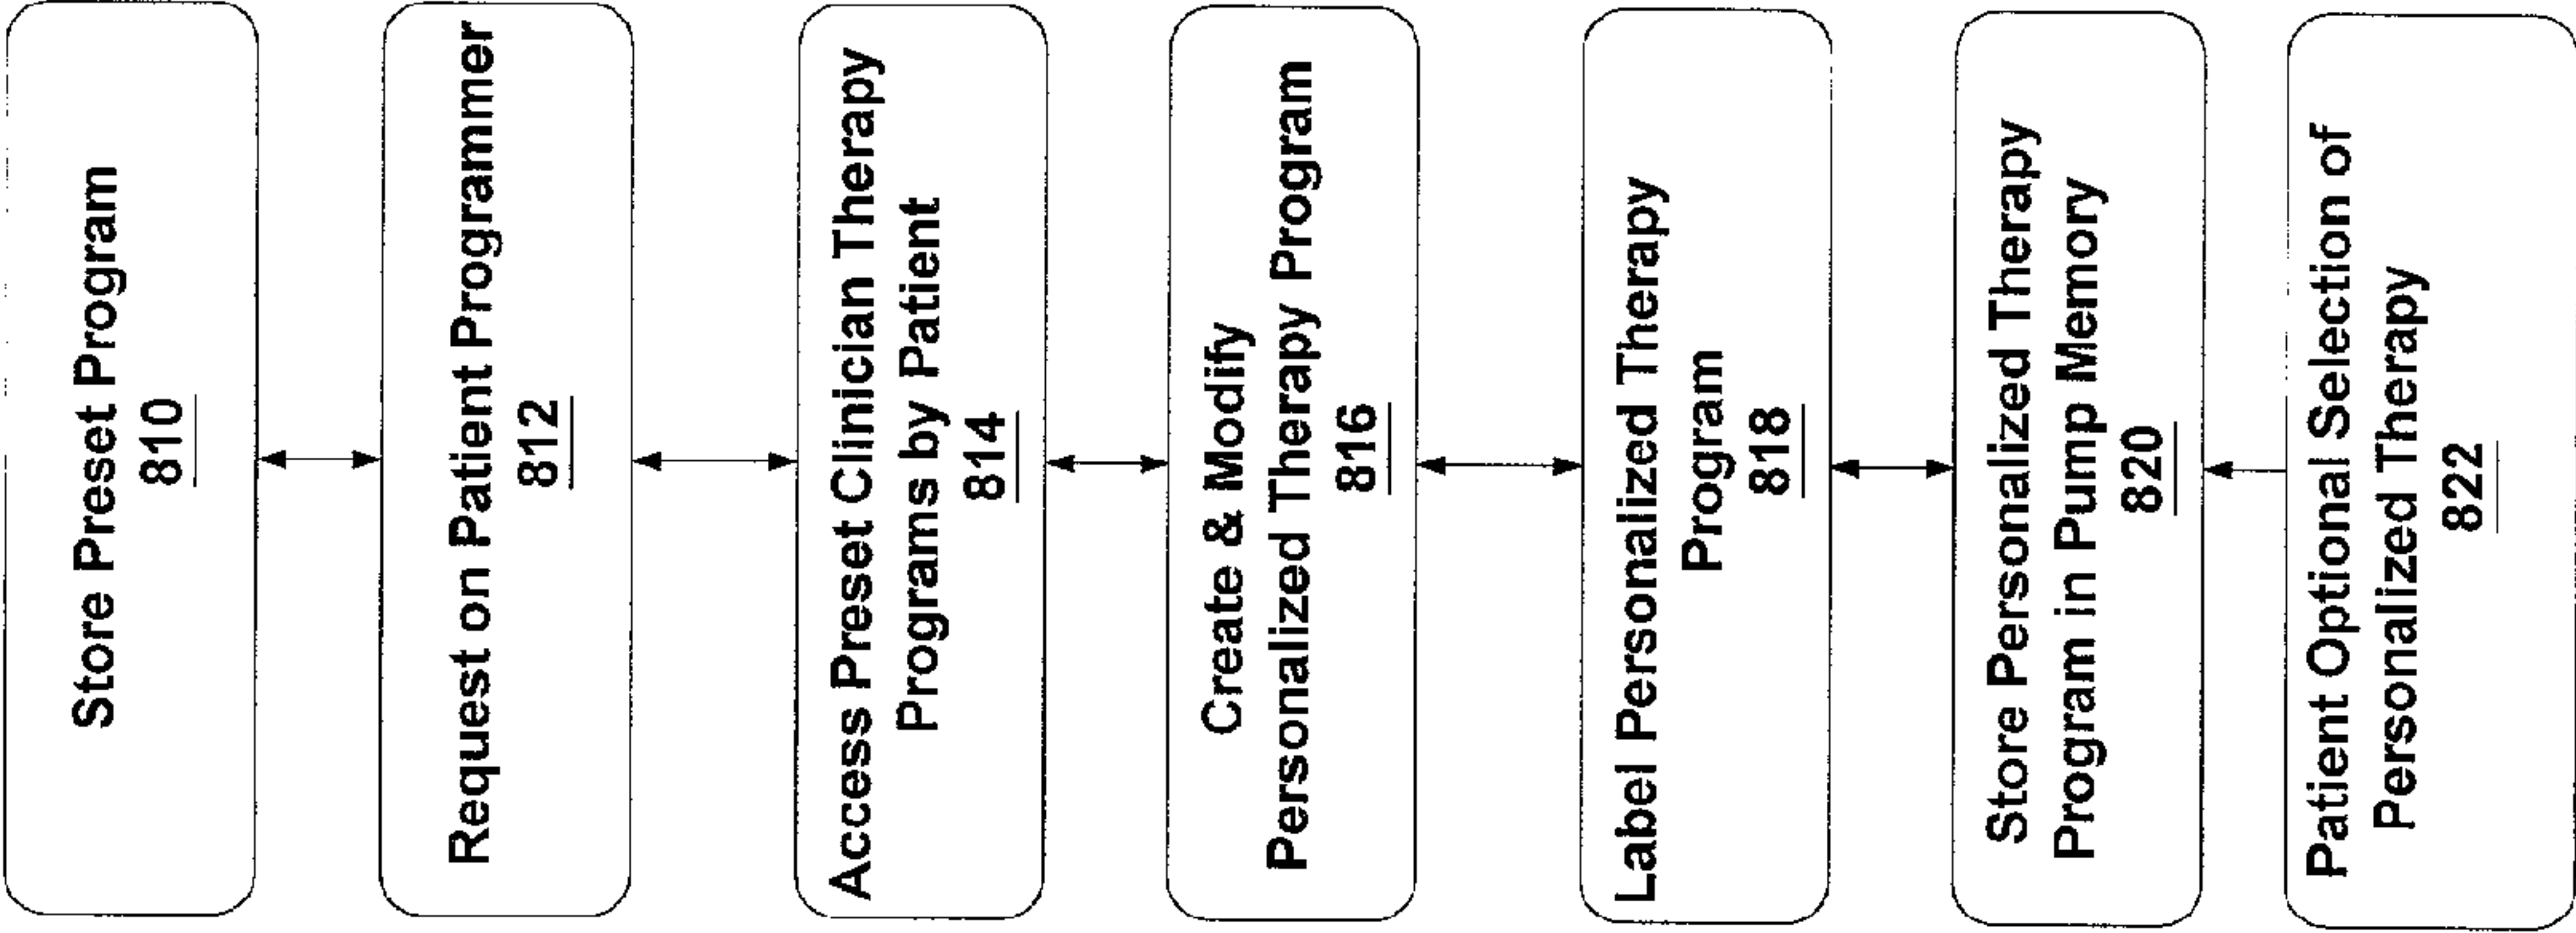 Store Preset Program
810
Request on Patient Programmer
812
Access Preset Clinician Therapy
Programs by Patient
814
Create & Modify
Personalized Therapy Program
816
Label Personalized Therapy
Program
818
Store Personalized Therapy
Program in Pump Memory
820
Patient Optional Selection of
Personalized Therapy
822